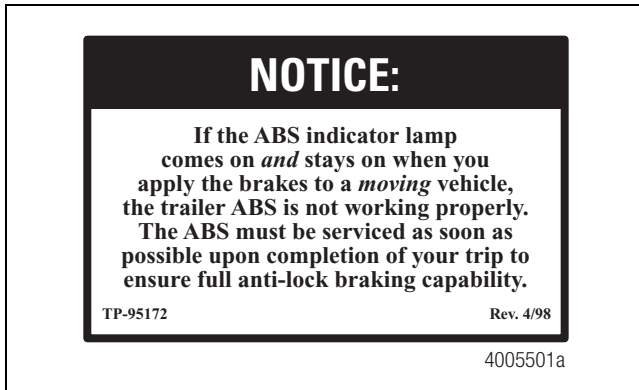 NOTICE:
If the ABS indicator lamp
comes on and stays on when you
apply the brakes to a moving vehicle,
the trailer ABS is not working properly.
The ABS must be serviced as soon as
possible upon completion of your trip to
ensure full anti-lock braking capability.
TP-95172 Rev. 4/98
4005501a